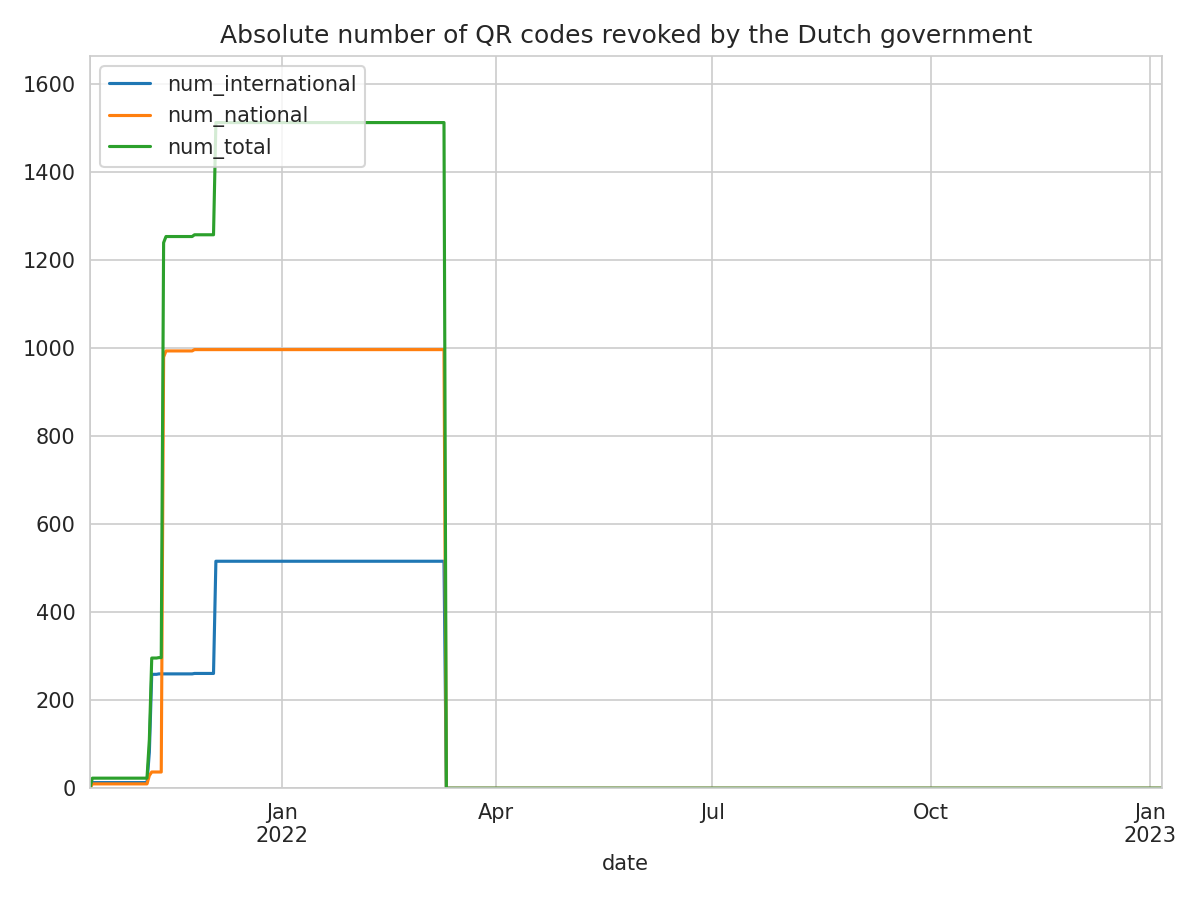 Absolute number of QR codes revoked by the Dutch government
num_international
num_national
num_total
1600
1400
1200
1000
800
600
400
200
0
Jan
2022
Apr
Jul
Oct
Jan
2023
date